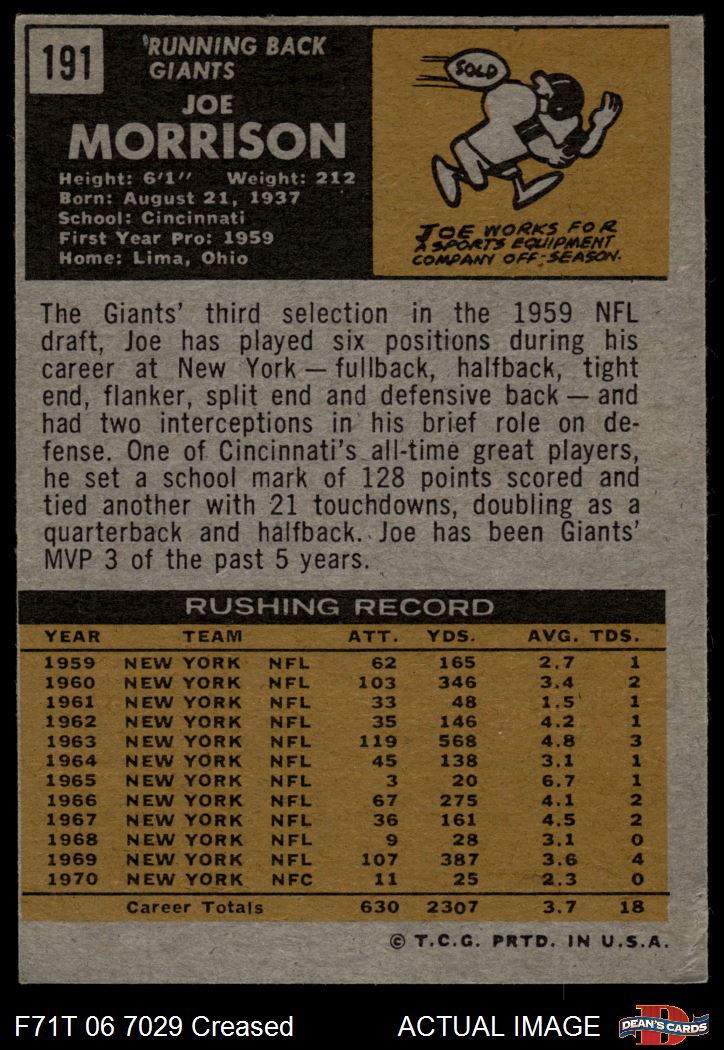 191
'RUNNING BACK
GIANTS
JOE
MORRISON
Height: 6'1" Weight: 212
Born: August 21, 1937
School: Cincinnati
First Year Pro: 1959
Home: Lima, Ohio
SOLD
JOE WORKS FOR
A SPORTS EQUIPMENT
COMPANY OFF-SEASON.
The Giants' third selection in the 1959 NFL
draft, Joe has played six positions during his
career at New York — fullback, halfback, tight
end, flanker, split end and defensive back — and
had two interceptions in his brief role on de-
fense. One of Cincinnati's all-time great players,
he set a school mark of 128 points scored and
tied another with 21 touchdowns, doubling as a
quarterback and halfback. Joe has been Giants'
MVP 3 of the past 5 years.
RUSHING RECORD
YEAR TEAM ATT. YDS. AVG. TDS.
1959 NEW YORK NFL 62 165 2.7 1
1960 NEW YORK NFL 103 346 3.4 2
1961 NEW YORK NFL 33 48 1.5 1
1962 NEW YORK NFL 35 146 4.2 1
1963 NEW YORK NFL 119 568 4.8 3
1964 NEW YORK NFL 45 138 3.1 1
1965 NEW YORK NFL 3 20 6.7 1
1966 NEW YORK NFL 67 275 4.1 2
1967 NEW YORK NFL 36 161 4.5 2
1968 NEW YORK NFL 9 28 3.1 0
1969 NEW YORK NFL 107 387 3.6 4
1970 NEW YORK NFC 11 25 2.3 0
Career Totals 630 2307 3.7 18
© T.C.G. PRTD. IN U.S.A.
F71T 06 7029 Creased ACTUAL IMAGE
D
DEAN'S CARDS